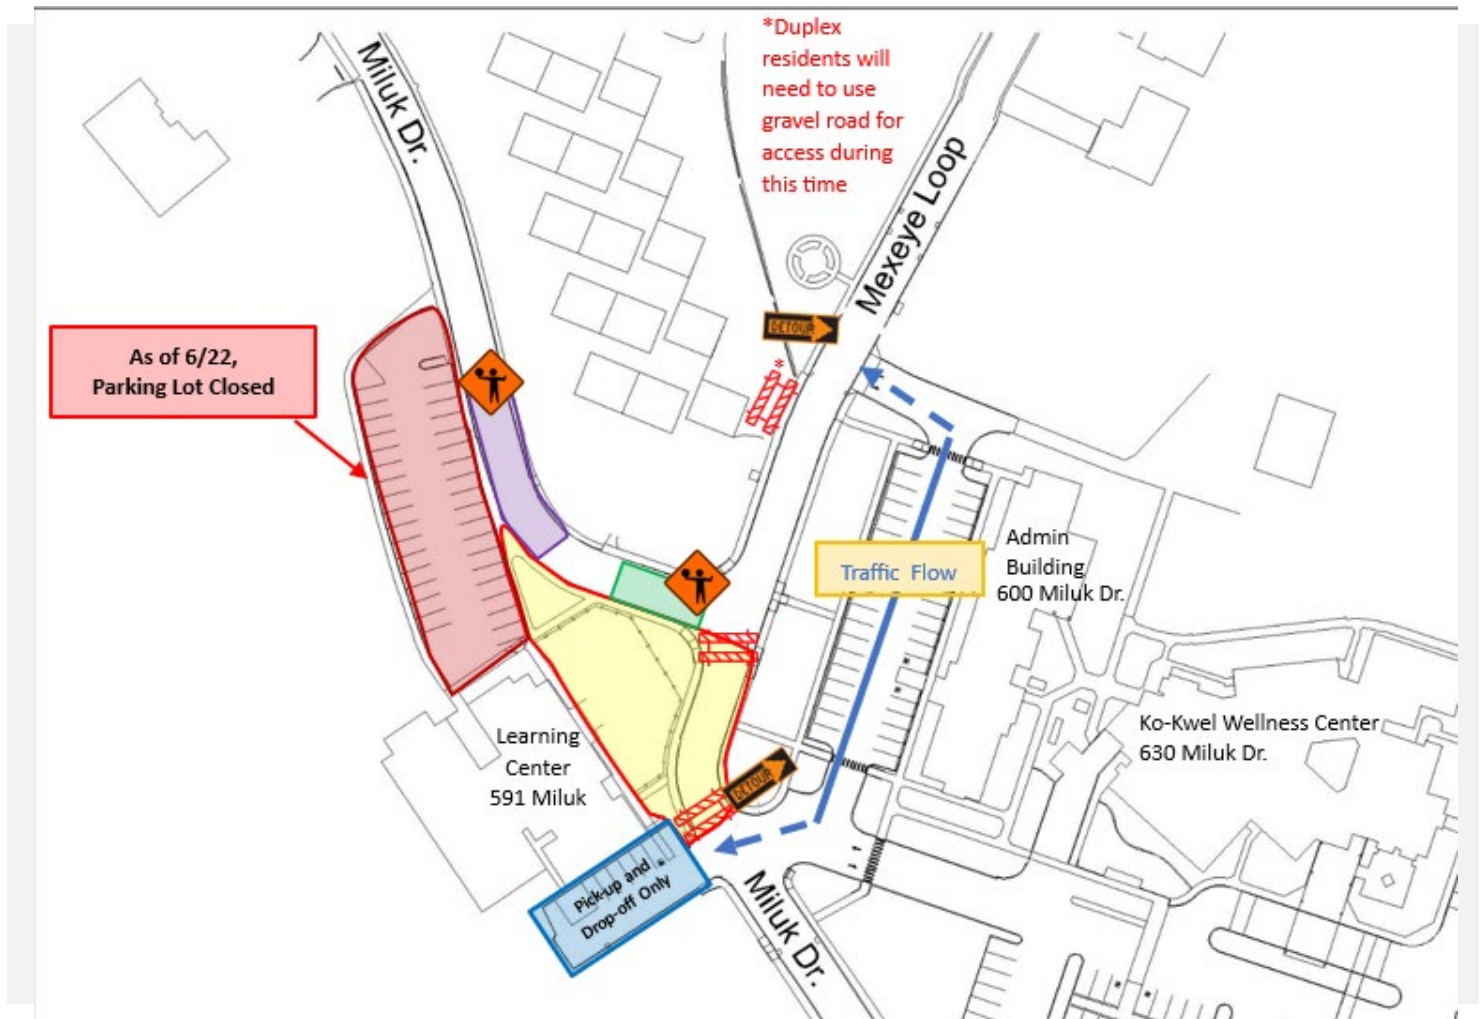 *Duplex
residents will
need to use
gravel road for
access during
this time
Miluk Dr.
Mexeye Loop
DETOUR
As of 6/22,
Parking Lot Closed
*
Traffic Flow
Admin
Building
600 Miluk Dr.
Ko-Kwel Wellness Center
630 Miluk Dr.
Learning
Center
591 Miluk
DETOUR
Pick-up and
Drop-off Only
Miluk Dr.